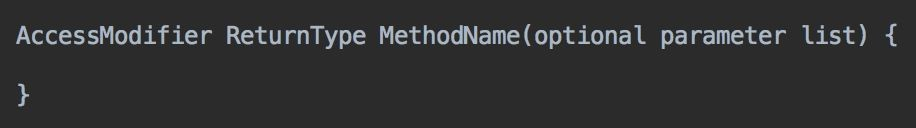 AccessModifier ReturnType MethodName(optional parameter list) {
}